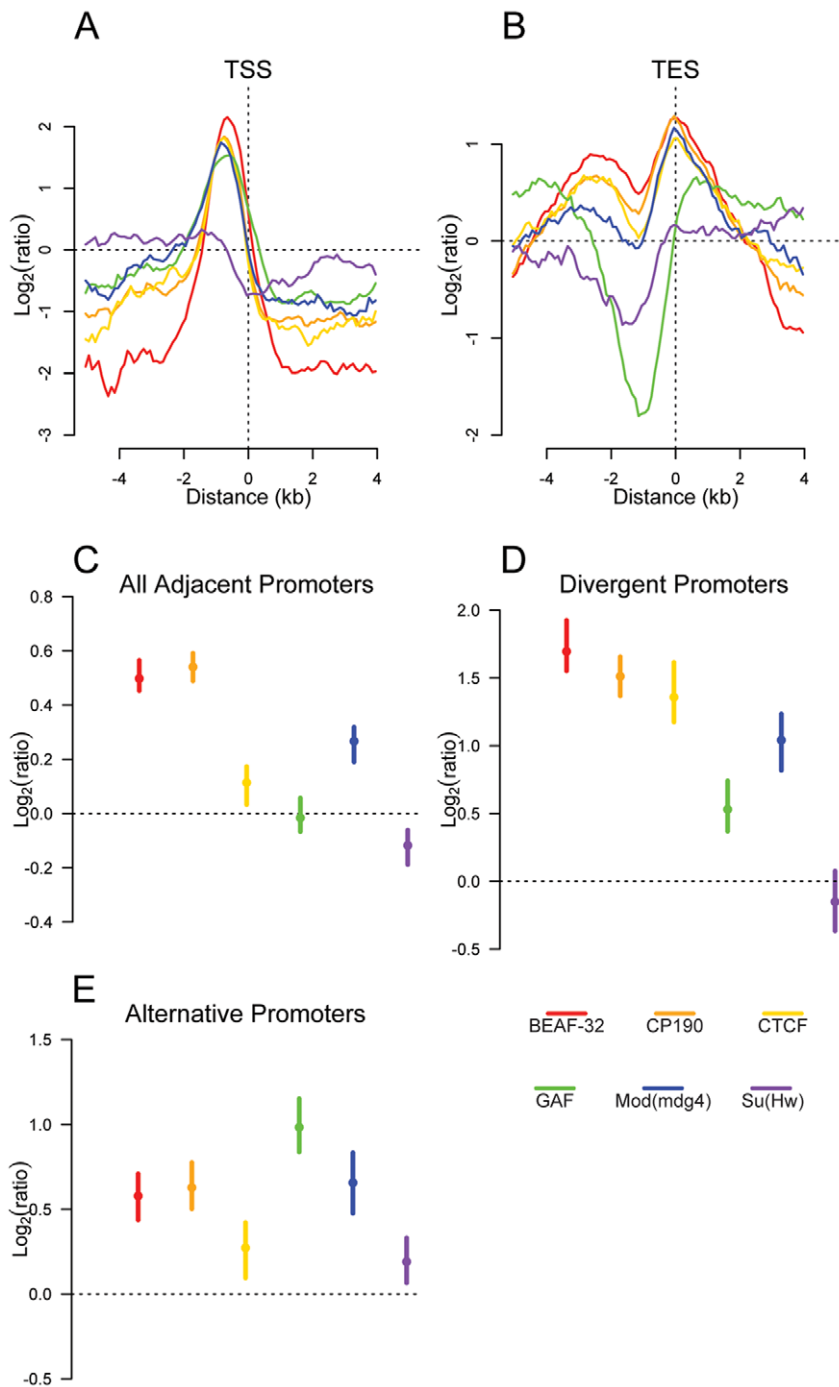 A
B
TSS
TES
Log2(ratio)
2
1
0
-1
-2
-3
-4
-2
0
2
4
Distance (kb)
Log2(ratio)
1
0
-1
-2
-4
-2
0
2
4
Distance (kb)
C
All Adjacent Promoters
Log2(ratio)
0.8
0.6
0.4
0.2
0.0
-0.2
-0.4
D
Divergent Promoters
Log2(ratio)
2.0
1.5
1.0
0.5
0.0
-0.5
E
Alternative Promoters
Log2(ratio)
1.5
1.0
0.5
0.0
-0.5
BEAF-32
CP190
CTCF
GAF
Mod(mdg4)
Su(Hw)